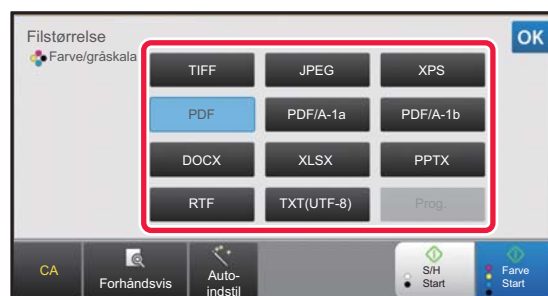 Filstørrelse
OK
Farve/gråskala
TIFF
JPEG
XPS
PDF
PDF/A-1a
PDF/A-1b
DOCX
XLSX
PPTX
RTF
TXT(UTF-8)
Prog.
CA
Forhåndsvis
Auto-
indstil
S/H
Start
Farve
Start